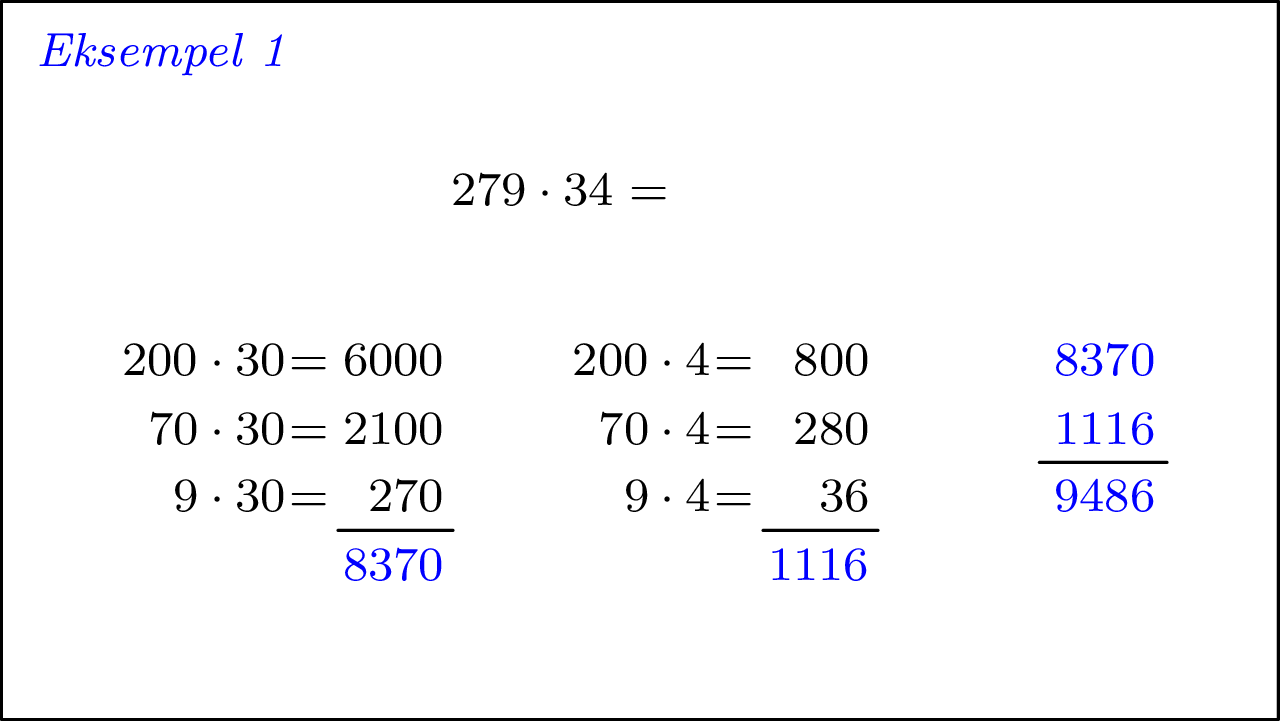 Eksempel 1
279 · 34 =
200 · 30 = 6000
70 · 30 = 2100
9 · 30 = 270
8370
200 · 4 = 800
70 · 4 = 280
9 · 4 = 36
1116
8370
1116
9486